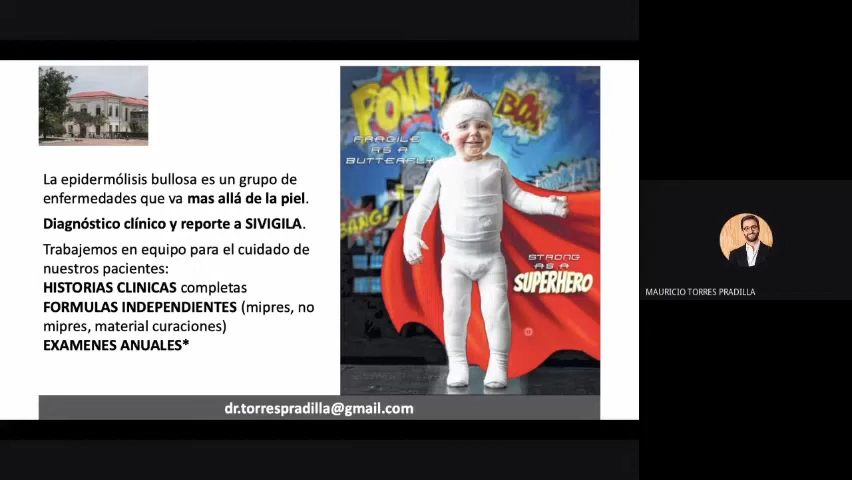 La epidermólisis bullosa es un grupo de
enfermedades que va mas allá de la piel.
Diagnóstico clínico y reporte a SIVIGILA.
Trabajemos en equipo para el cuidado de
nuestros pacientes:
HISTORIAS CLINICAS completas
FORMULAS INDEPENDIENTES (mipres, no
mipres, material curaciones)
EXAMENES ANUALES*
POW!
BOOM
FRAGILE
AS A
BUTTERFLY
BANG!
STRONG
AS A
SUPERHERO
dr.torrespradilla@gmail.com
MAURICIO TORRES PRADILLA